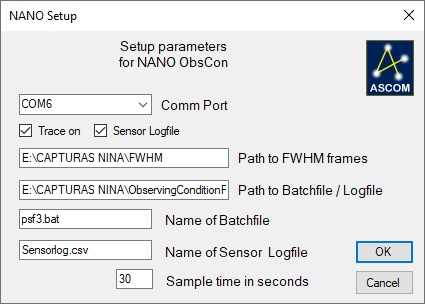 NANO Setup
Setup parameters
for NANO ObsCon
ASCOM
COM6 Comm Port
Trace on Sensor Logfile
E:\CAPTURAS NINA\FWHM Path to FWHM frames
E:\CAPTURAS NINA\ObservingConditionF Path to Batchfile / Logfile
psf3.bat Name of Batchfile
Sensorlog.csv Name of Sensor Logfile OK
30 Sample time in seconds Cancel